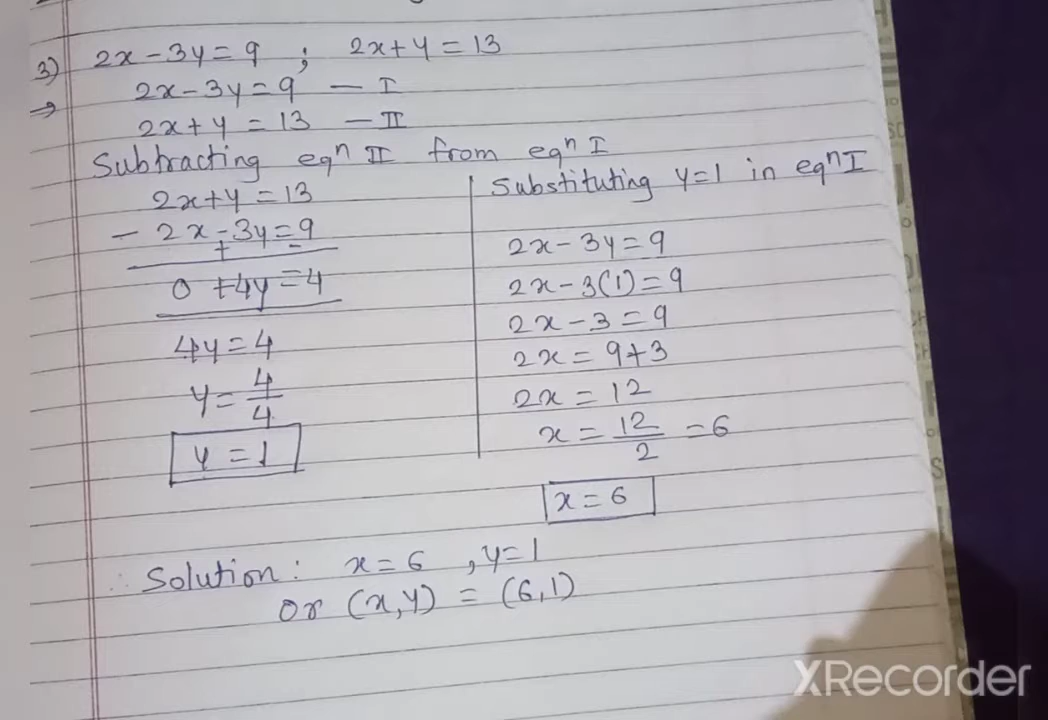 3) 2x - 3y = 9 ; 2x + y = 13
⇒ 2x - 3y = 9 — I
2x + y = 13 — II
Subtracting eqⁿ II from eqⁿ I
2x + y = 13
- 2x - 3y = 9
+ -
0 + 4y = 4
4y = 4
y = 4/4
y = 1
Substituting y=1 in eqⁿ I
2x - 3y = 9
2x - 3(1) = 9
2x - 3 = 9
2x = 9+3
2x = 12
x = 12/2 = 6
x = 6
∴ Solution: x = 6 , y = 1
Or (x,y) = (6,1)
XRecorder